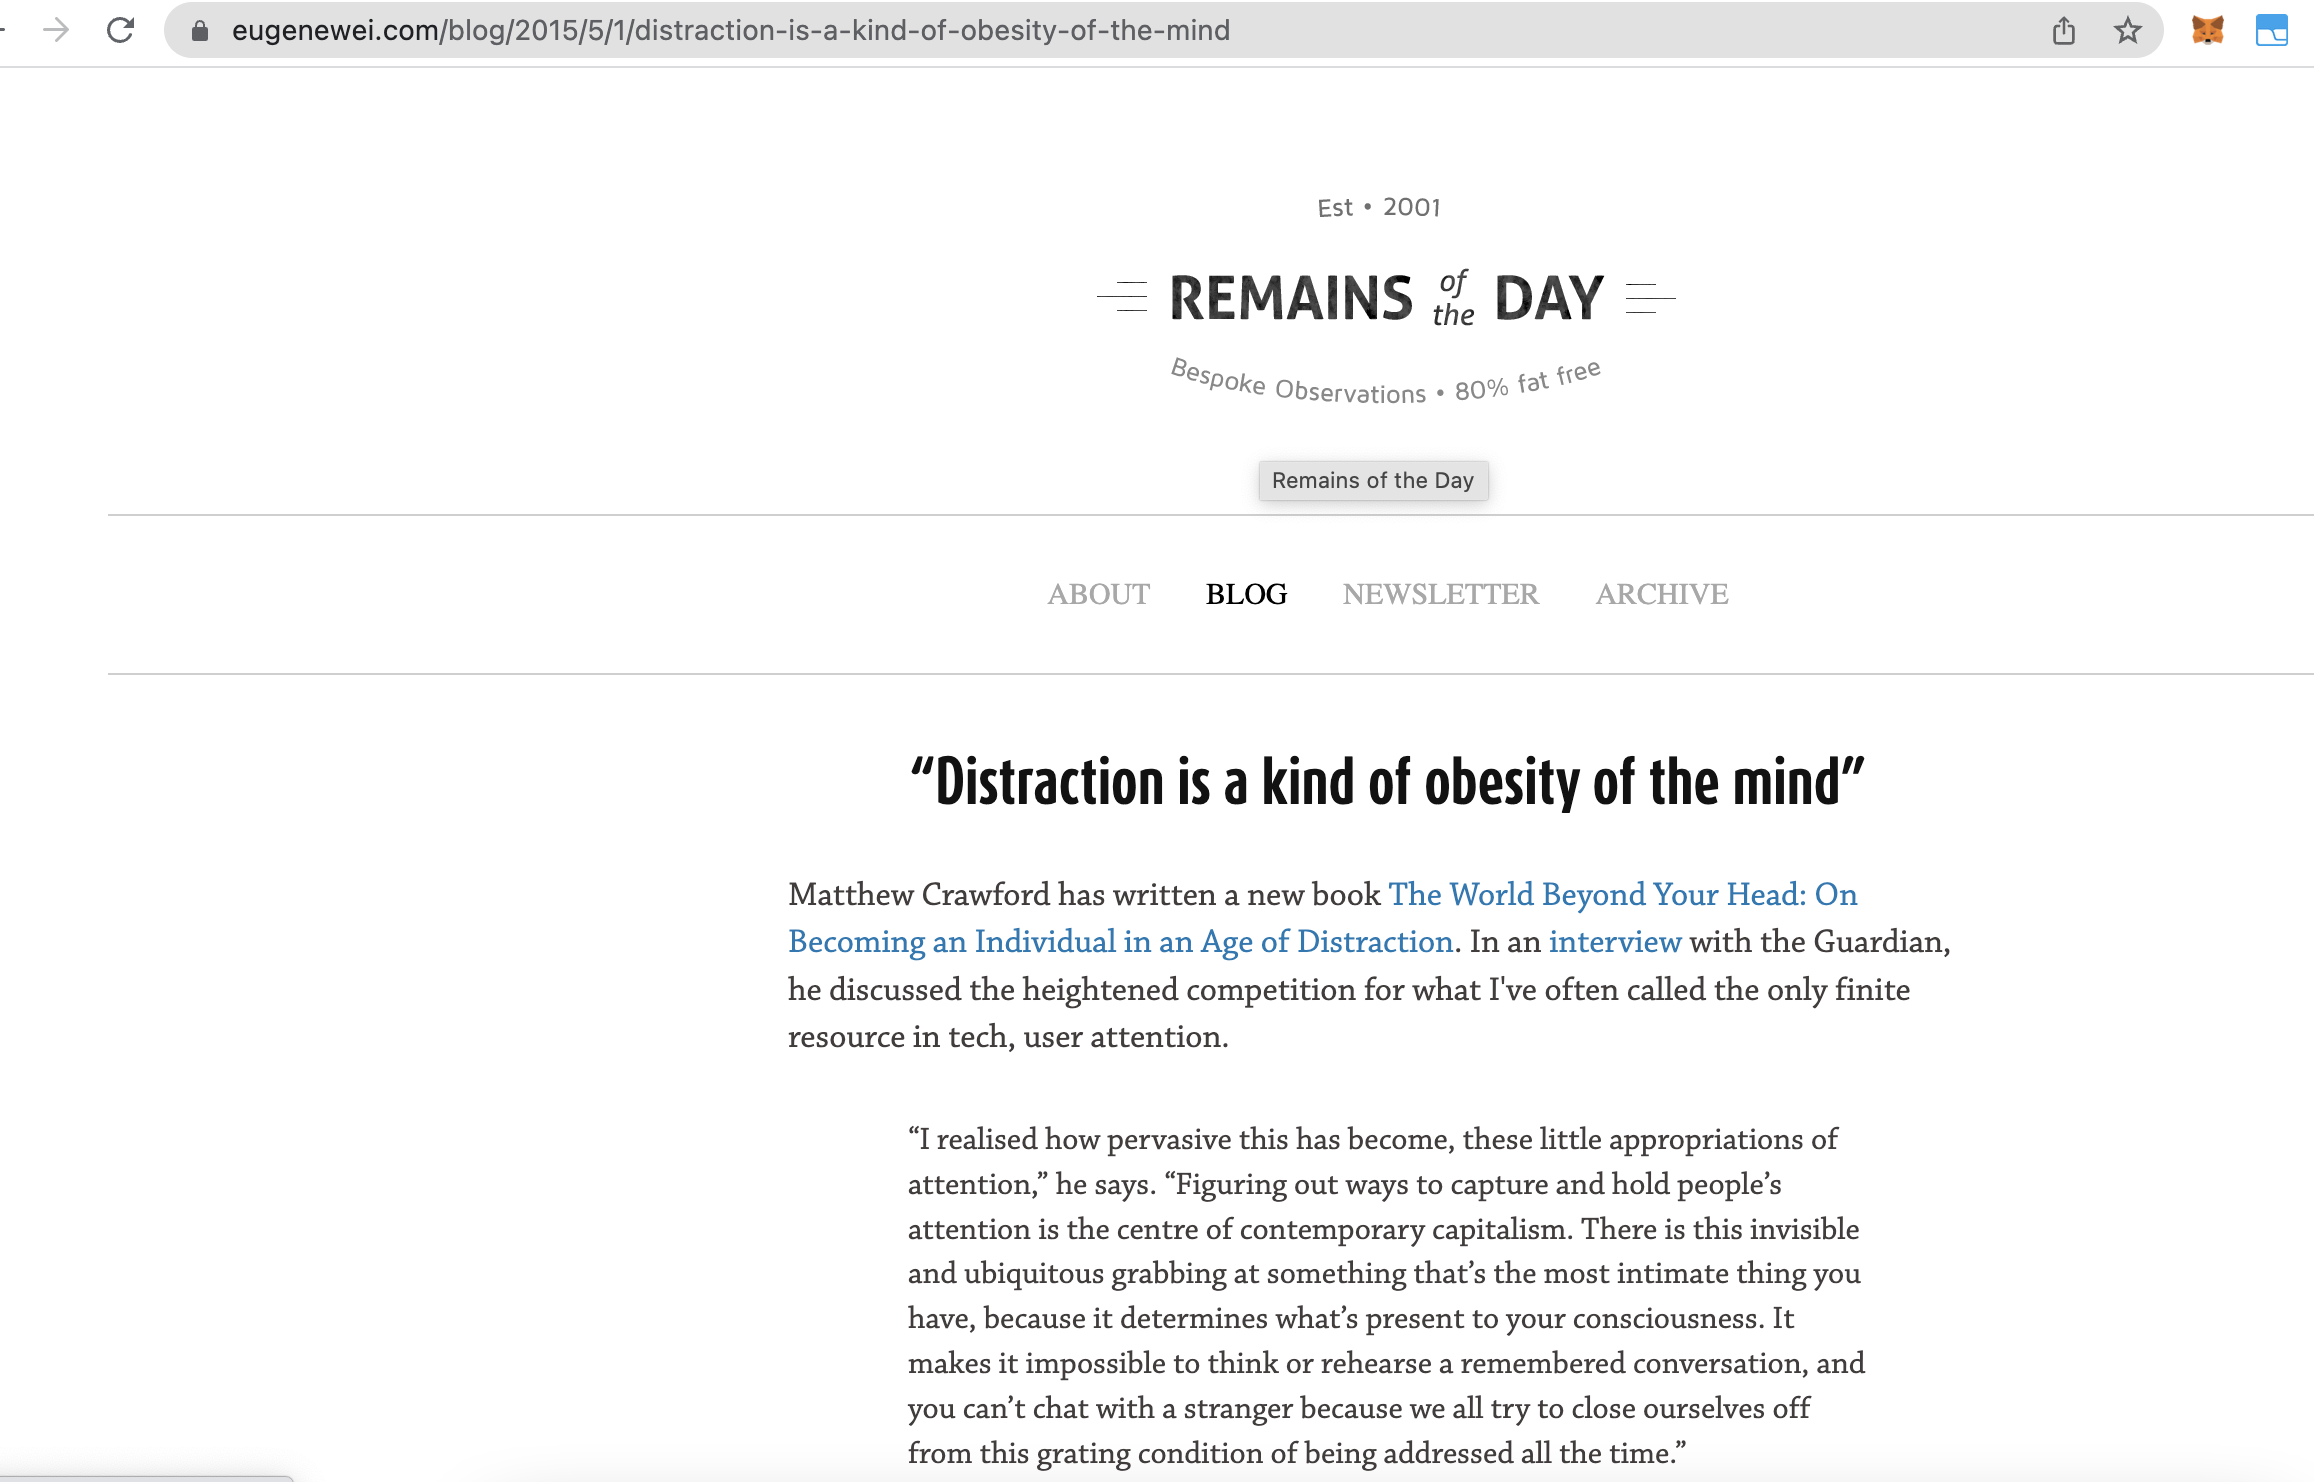 eugenewei.com/blog/2015/5/1/distraction-is-a-kind-of-obesity-of-the-mind
Est • 2001
REMAINS of the DAY
Bespoke Observations • 80% fat free
Remains of the Day
ABOUT BLOG NEWSLETTER ARCHIVE
“Distraction is a kind of obesity of the mind”
Matthew Crawford has written a new book The World Beyond Your Head: On
Becoming an Individual in an Age of Distraction. In an interview with the Guardian,
he discussed the heightened competition for what I've often called the only finite
resource in tech, user attention.
“I realised how pervasive this has become, these little appropriations of
attention,” he says. “Figuring out ways to capture and hold people’s
attention is the centre of contemporary capitalism. There is this invisible
and ubiquitous grabbing at something that’s the most intimate thing you
have, because it determines what’s present to your consciousness. It
makes it impossible to think or rehearse a remembered conversation, and
you can’t chat with a stranger because we all try to close ourselves off
from this grating condition of being addressed all the time.”